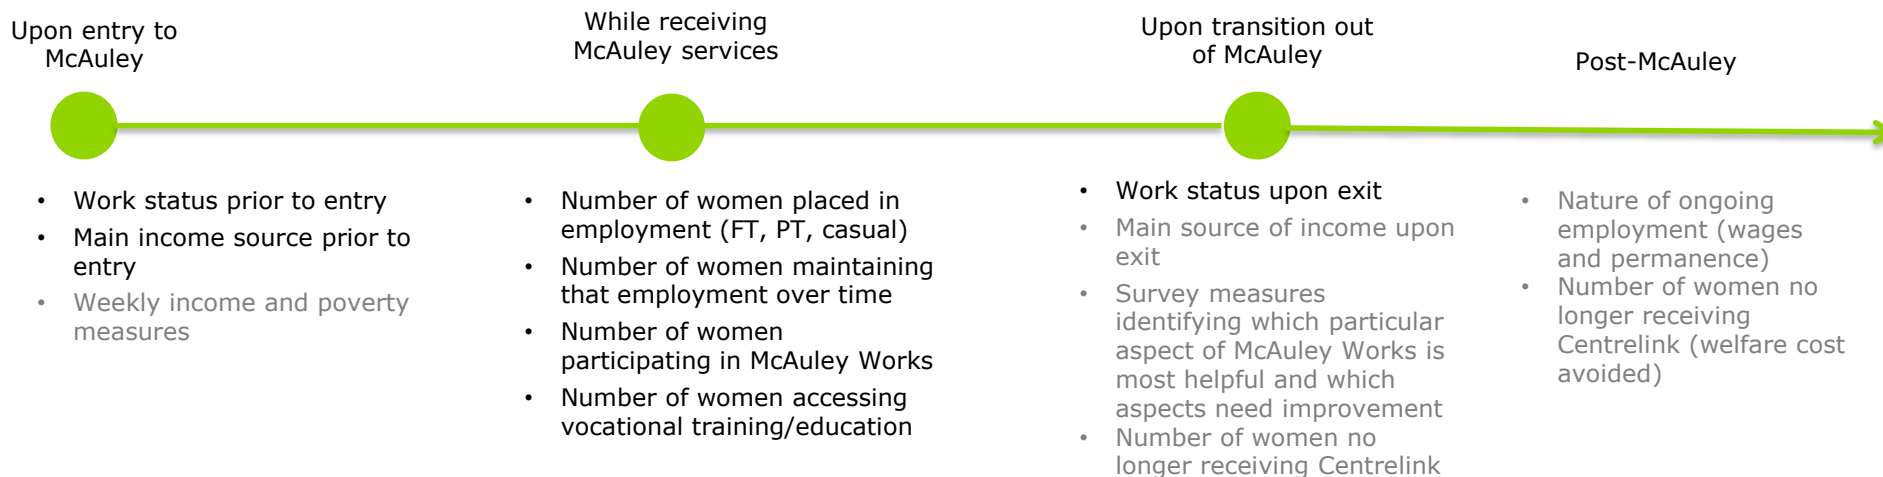 Upon entry to
McAuley
While receiving
McAuley services
Upon transition out
of McAuley
Post-McAuley
• Work status prior to entry
• Main income source prior to
entry
• Weekly income and poverty
measures
• Number of women placed in
employment (FT, PT, casual)
• Number of women maintaining
that employment over time
• Number of women
participating in McAuley Works
• Number of women accessing
vocational training/education
• Work status upon exit
• Main source of income upon
exit
• Survey measures
identifying which particular
aspect of McAuley Works is
most helpful and which
aspects need improvement
• Number of women no
longer receiving Centrelink
• Nature of ongoing
employment (wages
and permanence)
• Number of women no
longer receiving
Centrelink (welfare cost
avoided)